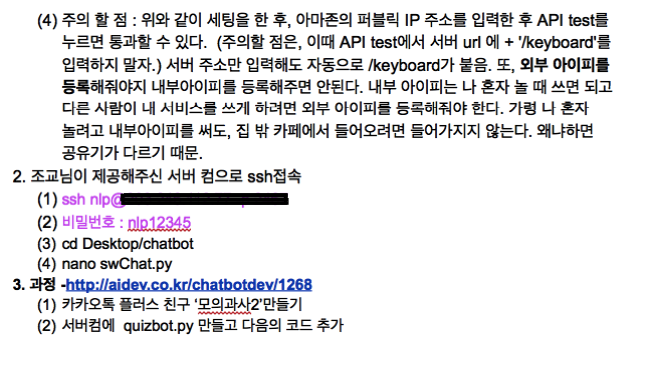 (4) 주의 할 점 : 위와 같이 세팅을 한 후, 아마존의 퍼블릭 IP 주소를 입력한 후 API test를
누르면 통과할 수 있다. (주의할 점은, 이때 API test에서 서버 url 에 + '/keyboard'를
입력하지 말자.) 서버 주소만 입력해도 자동으로 /keyboard가 붙음. 또, 외부 아이피를
등록해줘야지 내부아이피를 등록해주면 안된다. 내부 아이피는 나 혼자 놀 때 쓰면 되고
다른 사람이 내 서비스를 쓰게 하려면 외부 아이피를 등록해줘야 한다. 가령 나 혼자
놀려고 내부아이피를 써도, 집 밖 카페에서 들어오려면 들어가지지 않는다. 왜냐하면
공유기가 다르기 때문.
2. 조교님이 제공해주신 서버 컴으로 ssh접속
(1) ssh nlp@
(2) 비밀번호 : nlp12345
(3) cd Desktop/chatbot
(4) nano swChat.py
3. 과정 -http://aidev.co.kr/chatbotdev/1268
(1) 카카오톡 플러스 친구 '모의과사2'만들기
(2) 서버컴에 quizbot.py 만들고 다음의 코드 추가